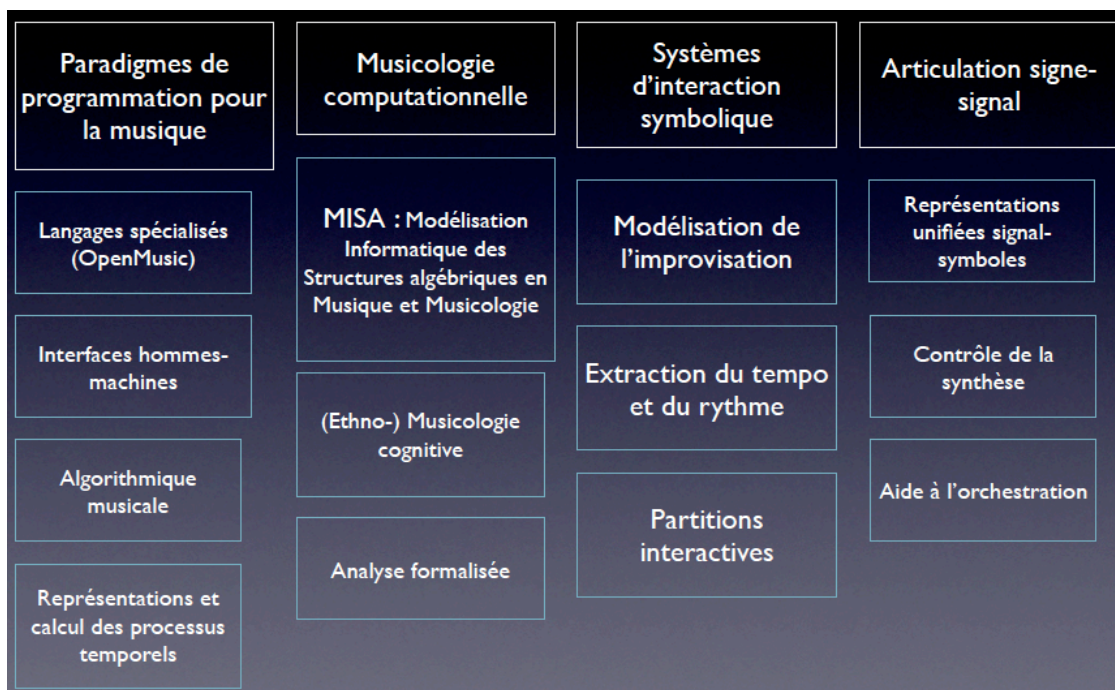 Paradigmes de
programmation pour
la musique
Langages spécialisés
(OpenMusic)
Interfaces hommes-
machines
Algorithmique
musicale
Représentations et
calcul des processus
temporels
Musicologie
computationnelle
MISA : Modélisation
Informatique des
Structures algébriques en
Musique et Musicologie
(Ethno-) Musicologie
cognitive
Analyse formalisée
Systèmes
d'interaction
symbolique
Modélisation de
l'improvisation
Extraction du tempo
et du rythme
Partitions
interactives
Articulation signe-
signal
Représentations
unifiées signal-
symboles
Contrôle de la
synthèse
Aide à l'orchestration